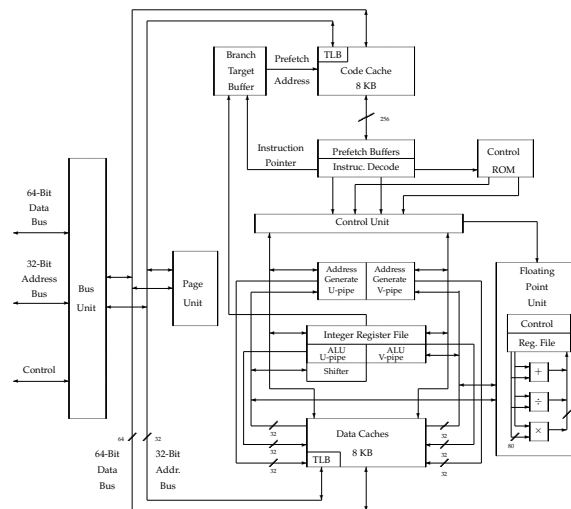 Branch
Target
Buffer
Prefetch
Address
TLB
Code Cache
8 KB
256
Instruction
Pointer
Prefetch Buffers
Instruc. Decode
Control
ROM
64-Bit
Data
Bus
32-Bit
Address
Bus
Control
Bus
Unit
Page
Unit
Control Unit
Address
Generate
U-pipe
Address
Generate
V-pipe
Integer Register File
ALU
U-pipe
ALU
V-pipe
Shifter
Floating
Point
Unit
Control
Reg. File
+
÷
×
80
64
32
64-Bit
Data
Bus
32-Bit
Addr.
Bus
32
32
32
32
32
32
Data Caches
8 KB
TLB